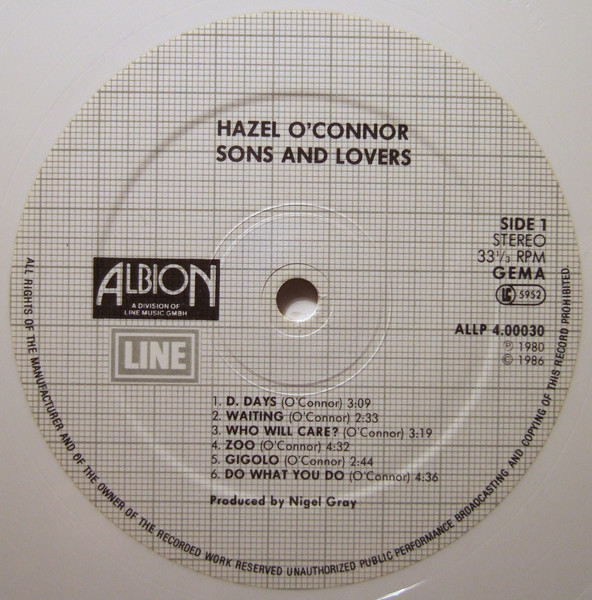 HAZEL O'CONNOR
SONS AND LOVERS
SIDE 1
STEREO
33⅓ RPM
GEMA
LC 5952
ALBION
A DIVISION OF
LINE MUSIC GMBH
LINE
ALLP 4.00030
℗ 1980
© 1986
1. D. DAYS (O'Connor) 3:09
2. WAITING (O'Connor) 2:33
3. WHO WILL CARE? (O'Connor) 3:19
4. ZOO (O'Connor) 4:32
5. GIGOLO (O'Connor) 2:44
6. DO WHAT YOU DO (O'Connor) 4:36
Produced by Nigel Gray
ALL RIGHTS OF THE MANUFACTURER AND OF THE OWNER OF THE RECORDED WORK RESERVED UNAUTHORIZED PUBLIC PERFORMANCE BROADCASTING AND COPYING OF THIS RECORD PROHIBITED.